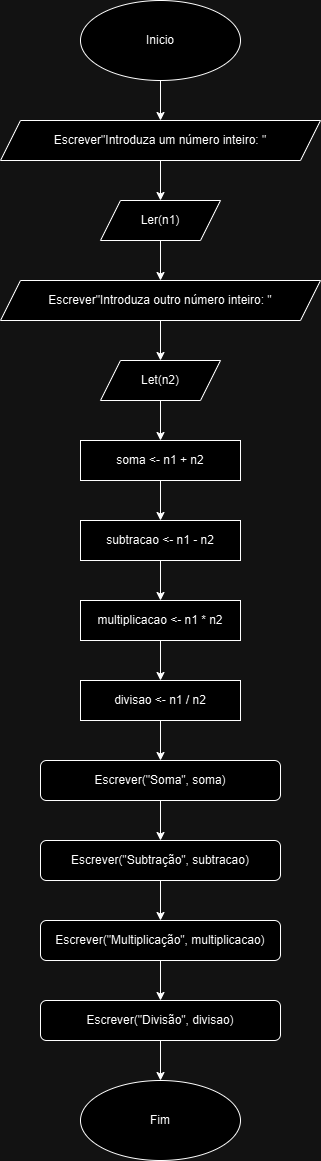 Inicio
Escrever"Introduza um número inteiro: "
Ler(n1)
Escrever"Introduza outro número inteiro: "
Let(n2)
soma <- n1 + n2
subtracao <- n1 - n2
multiplicacao <- n1 * n2
divisao <- n1 / n2
Escrever("Soma", soma)
Escrever("Subtração", subtracao)
Escrever("Multiplicação", multiplicacao)
Escrever("Divisão", divisao)
Fim